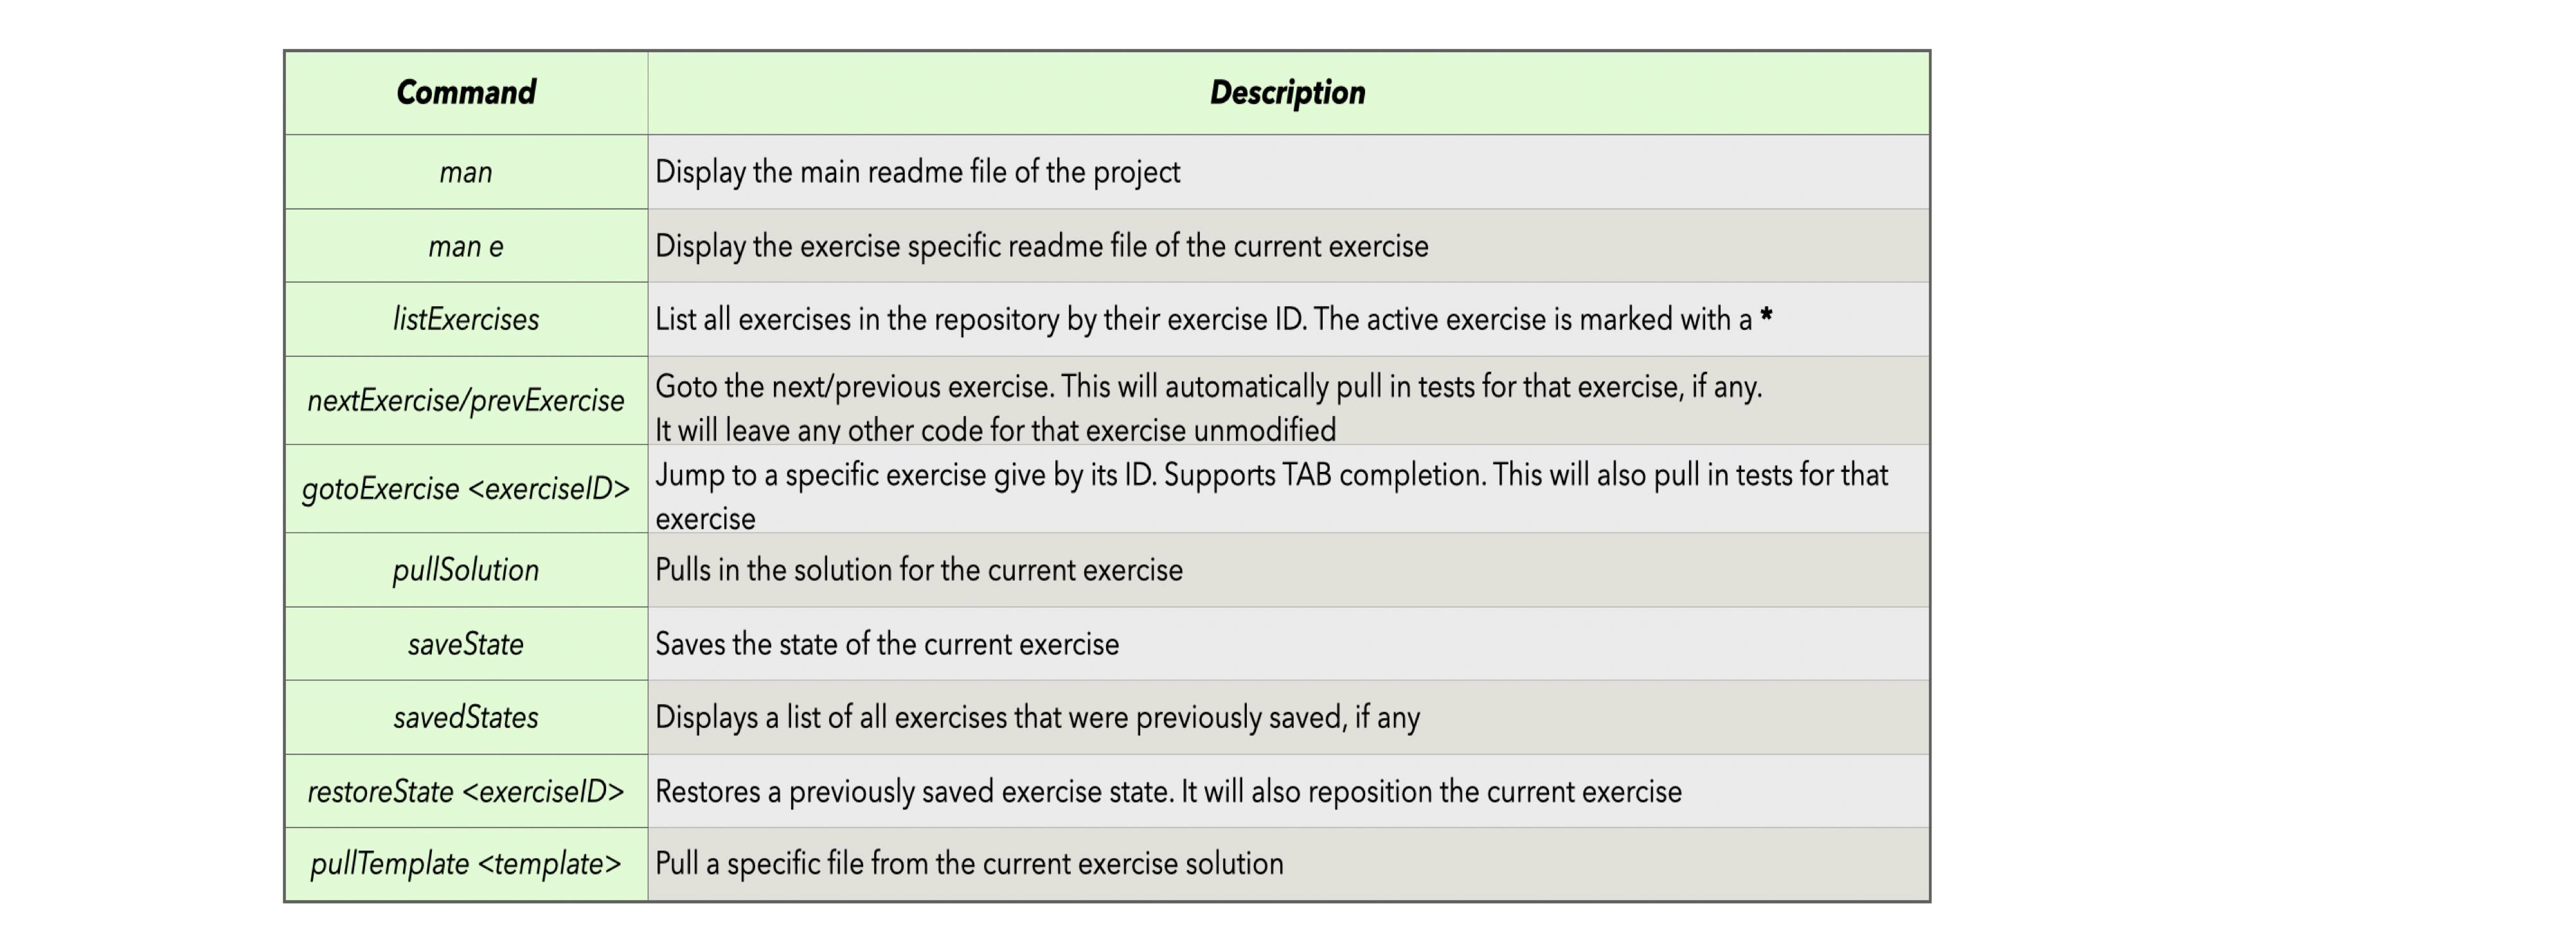 Command Description
man Display the main readme file of the project
man e Display the exercise specific readme file of the current exercise
listExercises List all exercises in the repository by their exercise ID. The active exercise is marked with a *
nextExercise/prevExercise Goto the next/previous exercise. This will automatically pull in tests for that exercise, if any.
It will leave any other code for that exercise unmodified
gotoExercise <exerciseID> Jump to a specific exercise give by its ID. Supports TAB completion. This will also pull in tests for that
exercise
pullSolution Pulls in the solution for the current exercise
saveState Saves the state of the current exercise
savedStates Displays a list of all exercises that were previously saved, if any
restoreState <exerciseID> Restores a previously saved exercise state. It will also reposition the current exercise
pullTemplate <template> Pull a specific file from the current exercise solution